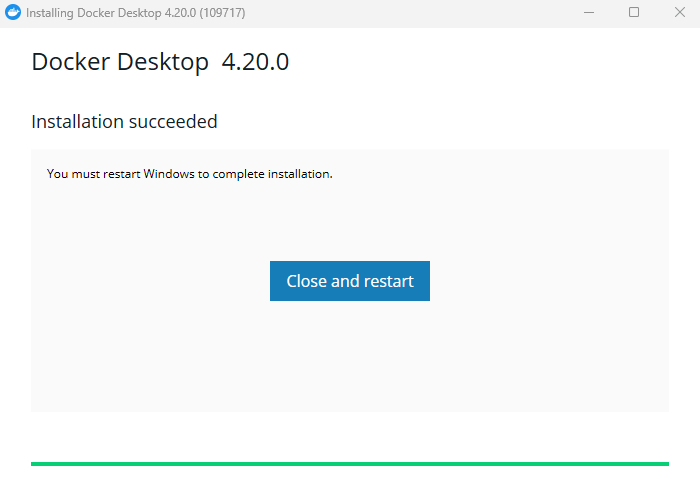 Installing Docker Desktop 4.20.0 (109717)
Docker Desktop 4.20.0
Installation succeeded
You must restart Windows to complete installation.
Close and restart